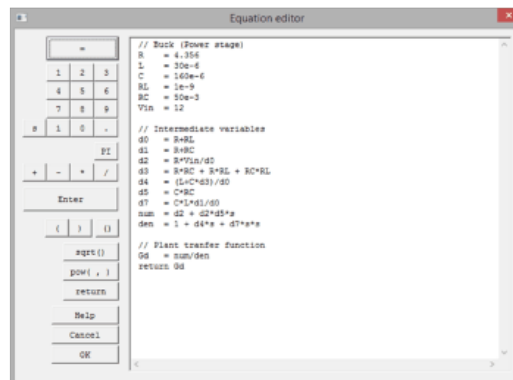 Equation editor
=
1 2 3
4 5 6
7 8 9
s 1 0 .
PI
+ - * /
Enter
( ) ()
sqrt()
pow( , )
return
Help
Cancel
OK
// Buck (Power stage)
R = 4.356
L = 30e-6
C = 160e-6
RL = 1e-9
RC = 50e-3
Vin = 12
// Intermediate variables
d0 = R+RL
d1 = R+RC
d2 = R*Vin/d0
d3 = R*RC + R*RL + RC*RL
d4 = (L+C*d3)/d0
d5 = C*RC
d7 = C*L*d1/d0
num = d2 + d2*d5*s
den = 1 + d4*s + d7*s*s
// Plant tranfer function
Gd = num/den
return Gd